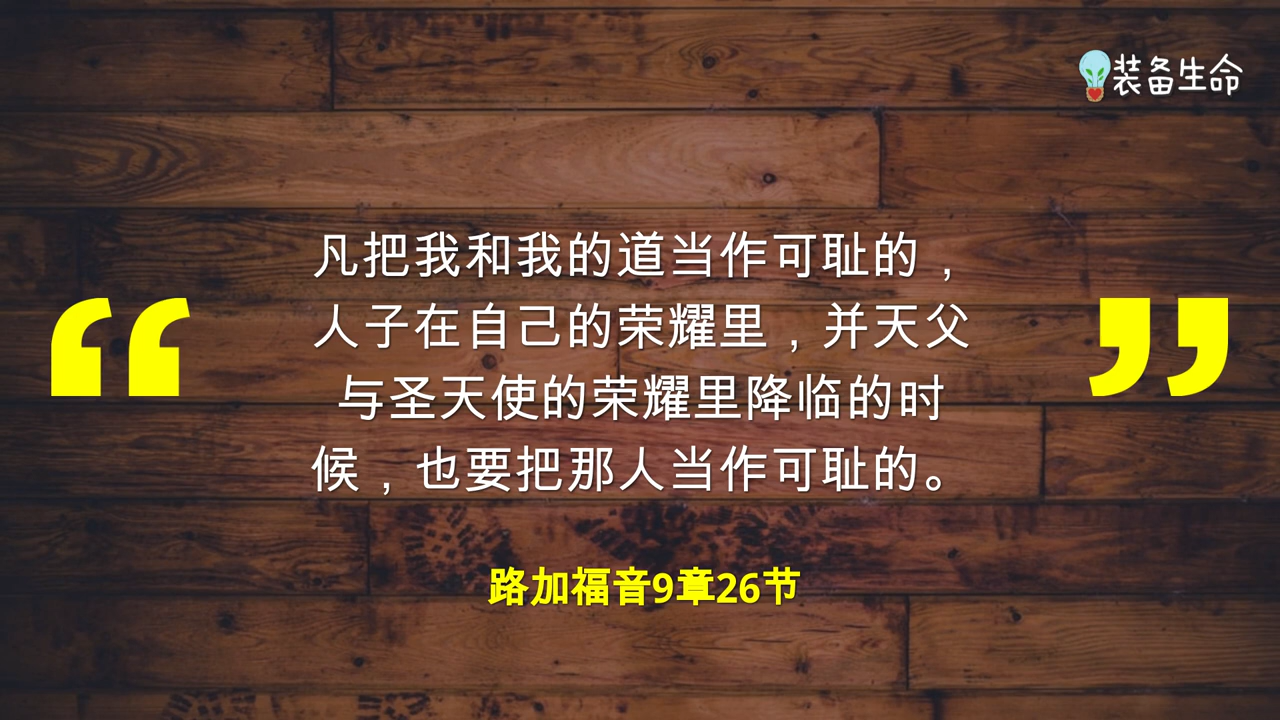 装备生命
“
凡把我和我的道当作可耻的，
人子在自己的荣耀里，并天父
与圣天使的荣耀里降临的时
候，也要把那人当作可耻的。
”
路加福音9章26节